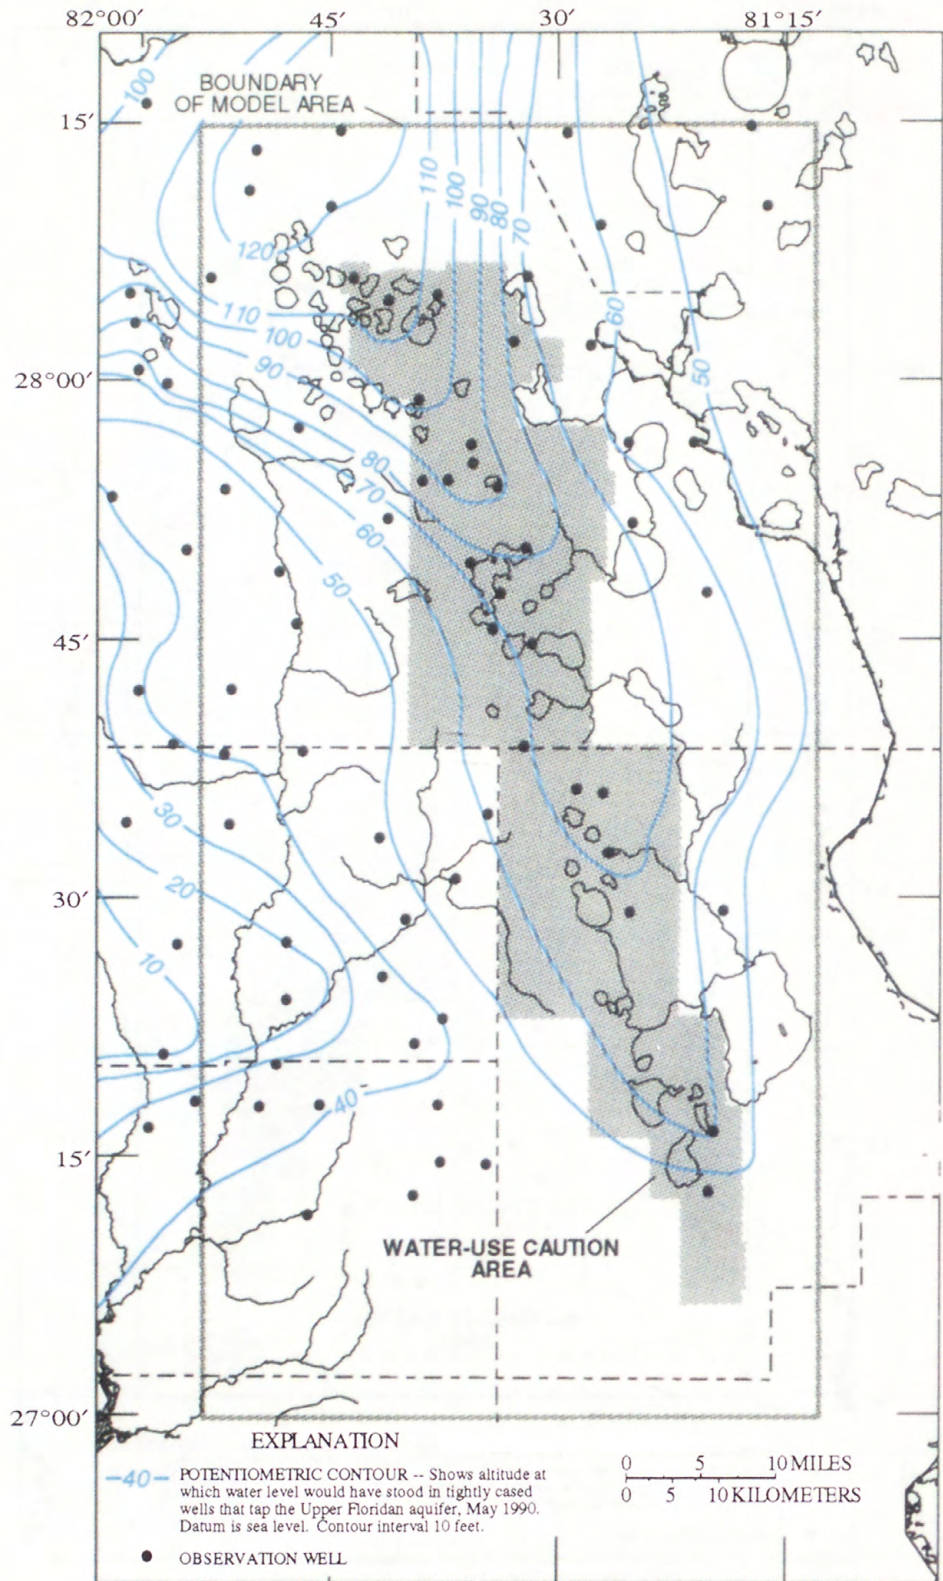 82°00′ 45′ 30′ 81°15′
100
BOUNDARY
OF MODEL AREA
15′
110
100
90
80
70
120
60
110
100
50
90
28°00′
80
70
60
50
45′
30
20
30′
10
40
15′
WATER-USE CAUTION
AREA
27°00′
EXPLANATION
—40— POTENTIOMETRIC CONTOUR -- Shows altitude at
which water level would have stood in tightly cased
wells that tap the Upper Floridan aquifer, May 1990.
Datum is sea level. Contour interval 10 feet.
OBSERVATION WELL
0 5 10 MILES
0 5 10 KILOMETERS